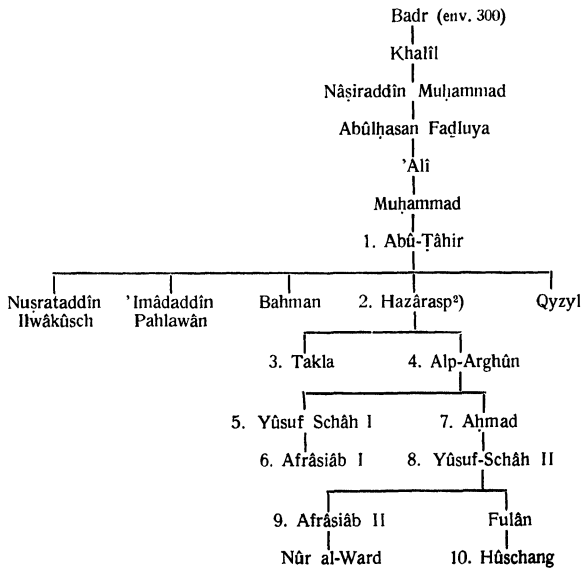 Badr (env. 300)
Khalîl
Nâṣiraddîn Muḥammad
Abûlḥasan Faḍluya
’Alî
Muḥammad
1. Abû-Ṭâhir
Nuṣrataddîn Ilwâkûsch
’Imâdaddîn Pahlawân
Bahman
2. Hazârasp²)
Qyzyl
3. Takla
4. Alp-Arghûn
5. Yûsuf Schâh I
7. Aḥmad
6. Afrâsiâb I
8. Yûsuf-Schâh II
9. Afrâsiâb II
Fulân
Nûr al-Ward
10. Hûschang